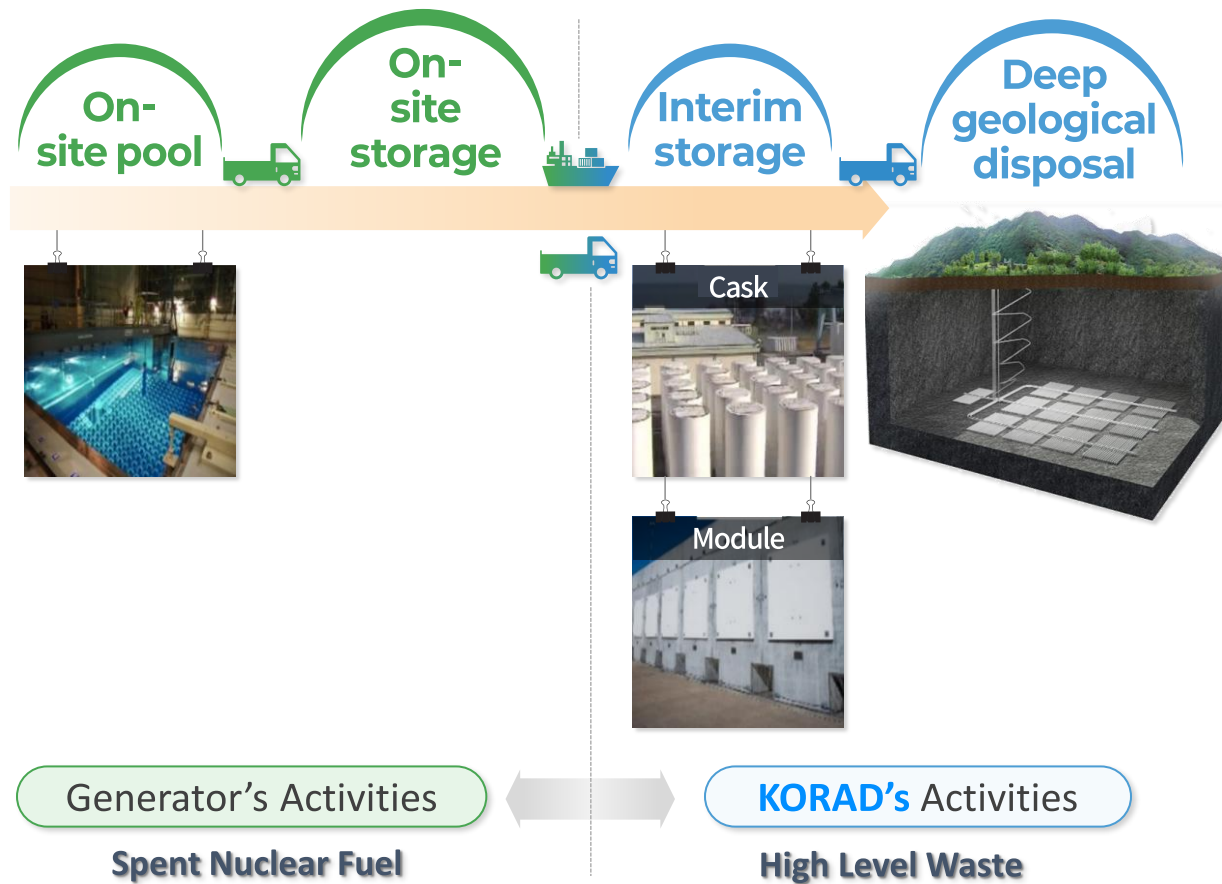 On-
site pool
On-
site
storage
Interim
storage
Deep
geological
disposal
Cask
Module
Generator's Activities
KORAD's Activities
Spent Nuclear Fuel
High Level Waste